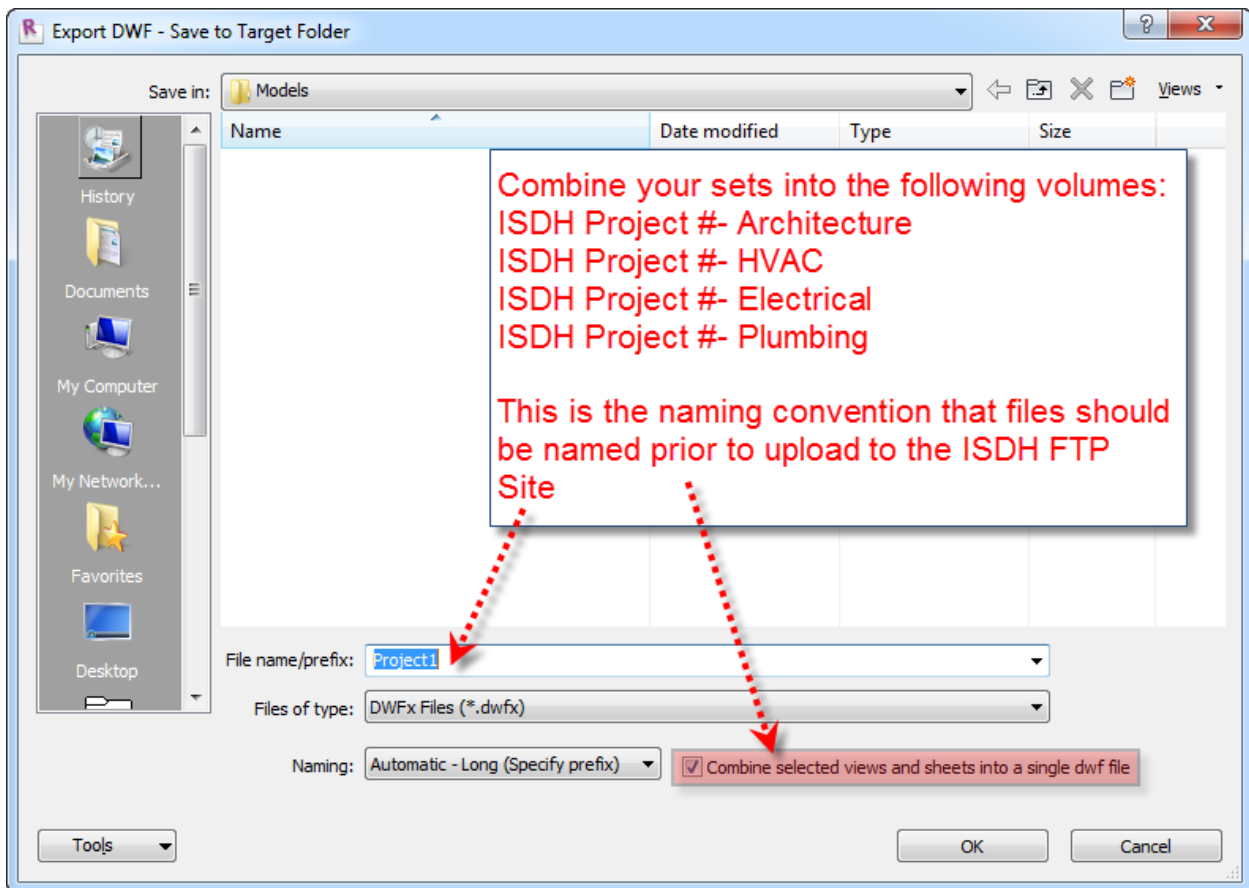 Export DWF - Save to Target Folder
Save in:
Models
Views
Name
Date modified
Type
Size
History
Documents
My Computer
My Network...
Favorites
Desktop
Combine your sets into the following volumes:
ISDH Project #- Architecture
ISDH Project #- HVAC
ISDH Project #- Electrical
ISDH Project #- Plumbing
This is the naming convention that files should
be named prior to upload to the ISDH FTP
Site
File name/prefix:
Project1
Files of type:
DWFx Files (*.dwfx)
Naming:
Automatic - Long (Specify prefix)
Combine selected views and sheets into a single dwf file
Tools
OK
Cancel